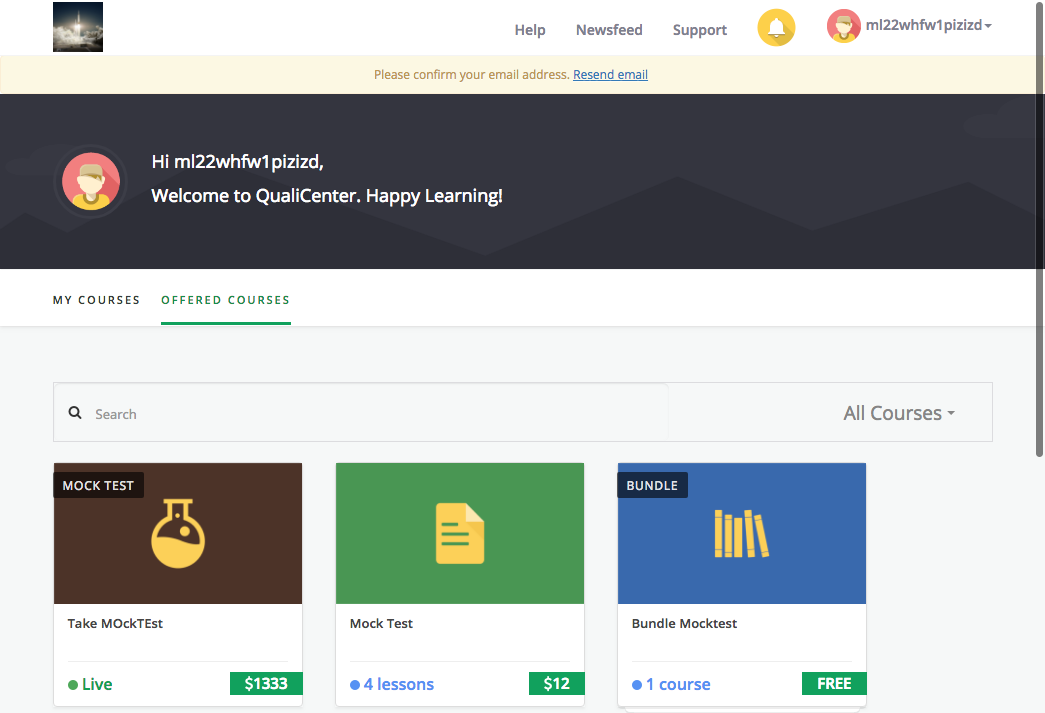 Help Newsfeed Support ml22whfw1pizizd
Please confirm your email address. Resend email
Hi ml22whfw1pizizd,
Welcome to QualiCenter. Happy Learning!
MY COURSES OFFERED COURSES
Search All Courses
MOCK TEST
BUNDLE
Take MOckTEst
Mock Test
Bundle Mocktest
Live $1333
4 lessons $12
1 course FREE